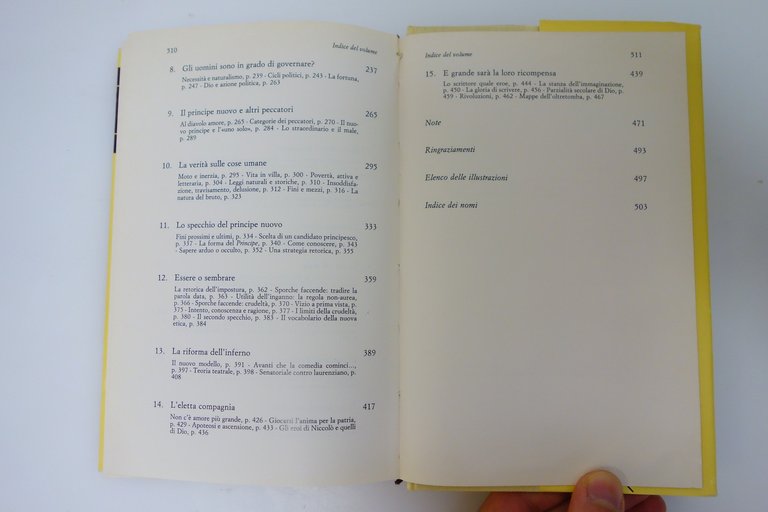 510
Indice del volume
8. Gli uomini sono in grado di governare? 237
Necessità e naturalismo, p. 239 - Cicli politici, p. 243 - La fortuna,
p. 247 - Dio e azione politica, p. 263
9. Il principe nuovo e altri peccatori 265
Al diavolo amore, p. 265 - Categorie dei peccatori, p. 270 - Il nuo-
vo principe e l'«uno solo», p. 284 - Lo straordinario e il male,
p. 289
10. La verità sulle cose umane 295
Moto e inerzia, p. 295 - Vita in villa, p. 300 - Povertà, attiva e
letteraria, p. 304 - Leggi naturali e storiche, p. 310 - Insoddisfa-
zione, travisamento, delusione, p. 312 - Fini e mezzi, p. 316 - La
natura del bruto, p. 323
11. Lo specchio del principe nuovo 333
Fini prossimi e ultimi, p. 334 - Scelta di un candidato principesco,
p. 337 - La forma del Principe, p. 340 - Come conoscere, p. 343
- Sapere arduo o occulto, p. 352 - Una strategia retorica, p. 355
12. Essere o sembrare 359
La retorica dell'impostura, p. 362 - Sporche faccende: tradire la
parola data, p. 363 - Utilità dell'inganno: la regola non-aurea,
p. 366 - Sporche faccende: crudeltà, p. 370 - Vizio a prima vista, p.
375 - Intento, conoscenza e ragione, p. 377 - I limiti della crudeltà,
p. 380 - Il secondo specchio, p. 383 - Il vocabolario della nuova
etica, p. 384
13. La riforma dell'inferno 389
Il nuovo modello, p. 391 - Avanti che la comedia cominci...,
p. 397 - Teoria teatrale, p. 398 - Senatoriale contro laurenziano, p.
408
14. L'eletta compagnia 417
Non c'è amore più grande, p. 426 - Giocarsi l'anima per la patria,
p. 429 - Apoteosi e ascensione, p. 433 - Gli eroi di Niccolò e quelli
di Dio, p. 436
Indice del volume
511
15. E grande sarà la loro ricompensa 439
Lo scrittore quale eroe, p. 444 - La stanza dell'immaginazione,
p. 450 - La gloria di scrivere, p. 456 - Parzialità secolare di Dio, p.
459 - Rivoluzioni, p. 462 - Mappe dell'oltretomba, p. 467
Note 471
Ringraziamenti 493
Elenco delle illustrazioni 497
Indice dei nomi 503